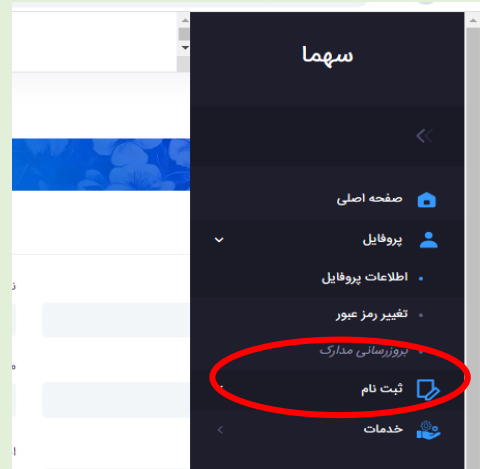 سهما
صفحه اصلی
پروفایل
اطلاعات پروفایل
تغییر رمز عبور
بروزرسانی مدارک
ثبت نام
خدمات